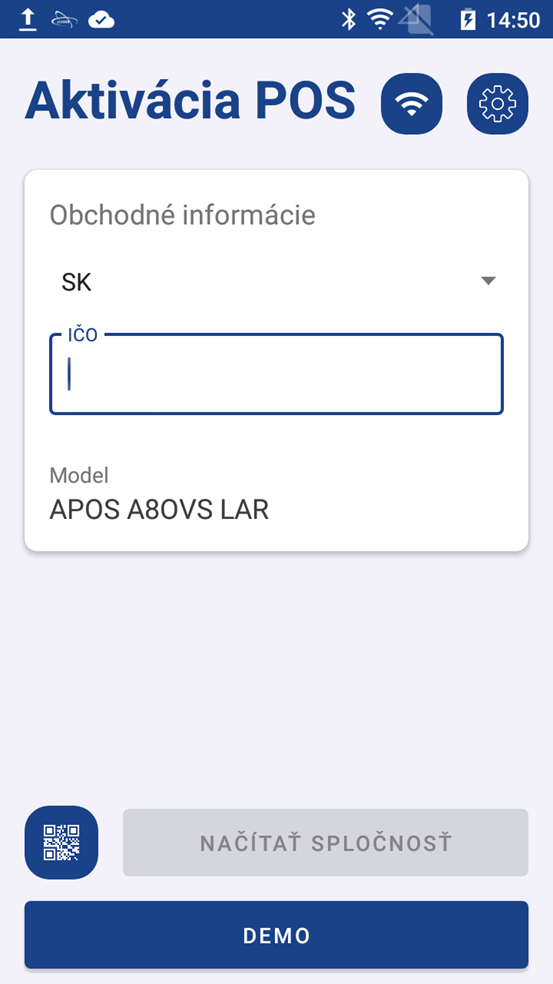 14:50
Aktivácia POS
Obchodné informácie
SK
IČO
Model
APOS A8OVS LAR
NAČÍTAŤ SPLOČNOSŤ
DEMO